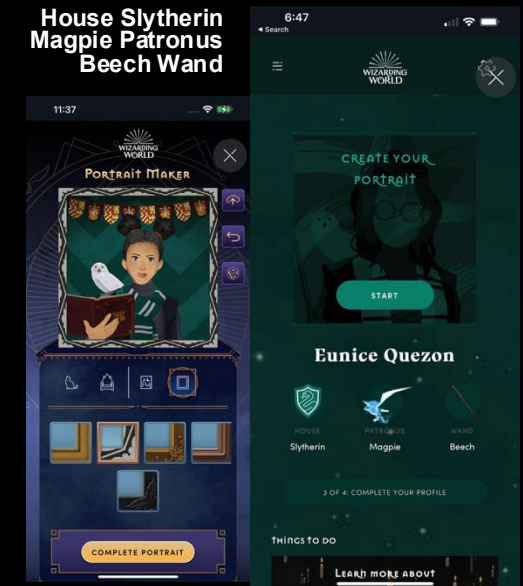 House Slytherin
Magpie Patronus
Beech Wand
11:37
WIZARDING
WORLD
PORTRAIT MAKER
COMPLETE PORTRAIT
6:47
Search
WIZARDING
WORLD
CREATE YOUR
PORTRAIT
START
Eunice Quezon
HOUSE
Slytherin
PATRONUS
Magpie
WAND
Beech
3 OF 4: COMPLETE YOUR PROFILE
THINGS TO DO
LEARN MORE ABOUT